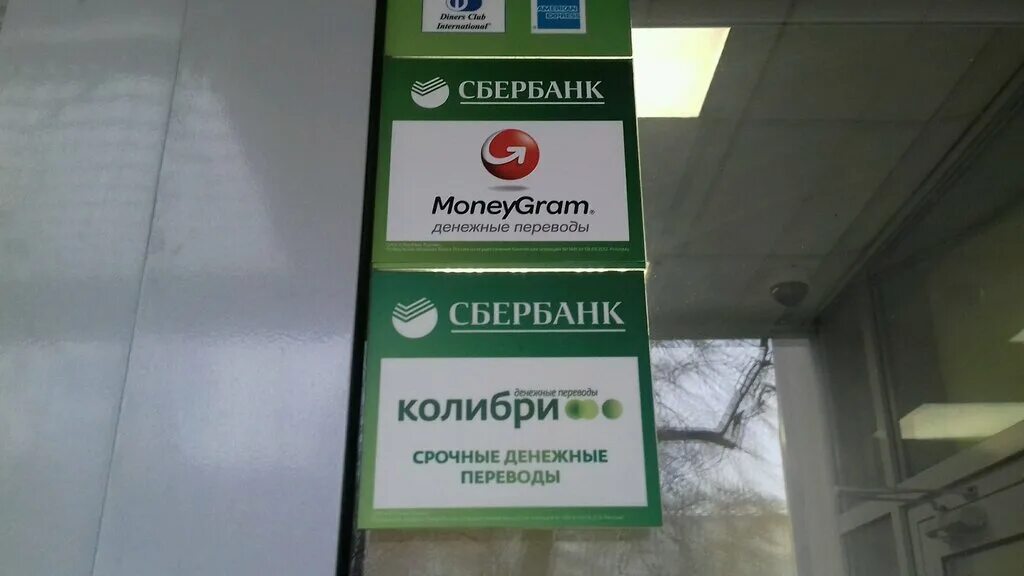 Diners Club
International®
AMERICAN
EXPRESS
СБЕРБАНК
MoneyGram®
денежные переводы
СБЕРБАНК
денежные переводы
колибри
СРОЧНЫЕ ДЕНЕЖНЫЕ
ПЕРЕВОДЫ